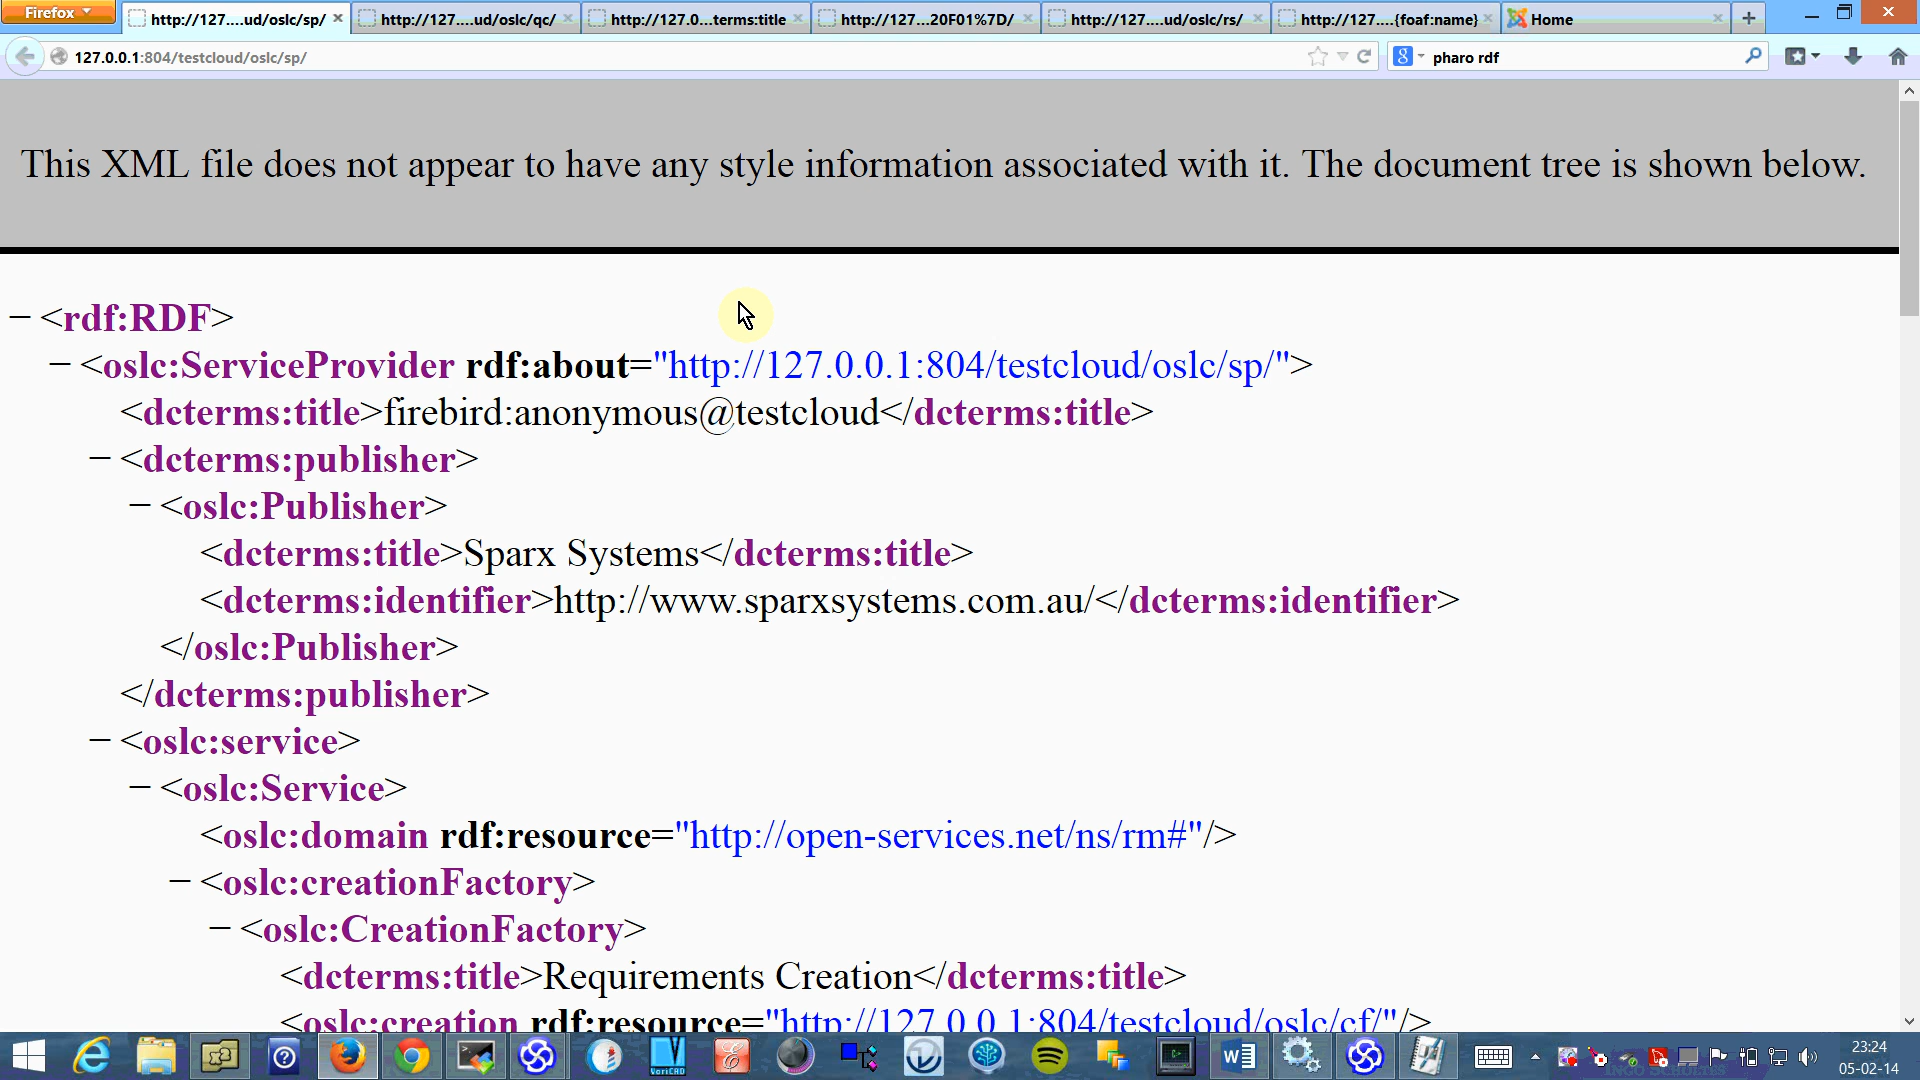 Firefox
http://127....ud/oslc/sp/
http://127....ud/oslc/qc/
http://127.0...terms:title
http://127...20F01%7D/
http://127....ud/oslc/rs/
http://127....{foaf:name}
Home
127.0.0.1:804/testcloud/oslc/sp/
pharo rdf
This XML file does not appear to have any style information associated with it. The document tree is shown below.
− <rdf:RDF>
− <oslc:ServiceProvider rdf:about="http://127.0.0.1:804/testcloud/oslc/sp/">
<dcterms:title>firebird:anonymous@testcloud</dcterms:title>
− <dcterms:publisher>
− <oslc:Publisher>
<dcterms:title>Sparx Systems</dcterms:title>
<dcterms:identifier>http://www.sparxsystems.com.au/</dcterms:identifier>
</oslc:Publisher>
</dcterms:publisher>
− <oslc:service>
− <oslc:Service>
<oslc:domain rdf:resource="http://open-services.net/ns/rm#"/>
− <oslc:creationFactory>
− <oslc:CreationFactory>
<dcterms:title>Requirements Creation</dcterms:title>
<oslc:creation rdf:resource="http://127.0.0.1:804/testcloud/oslc/cf/"/>
VariCAD
23:24
05-02-14
Ingo Scholtes